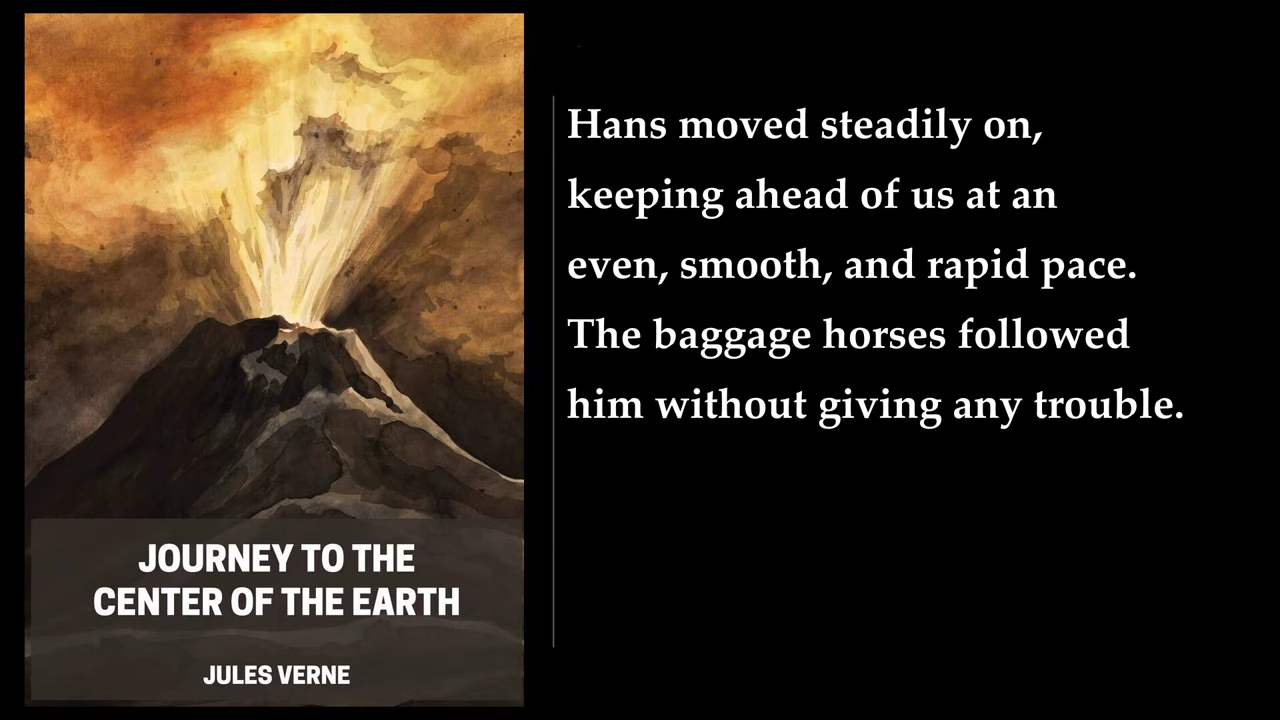 Hans moved steadily on,
keeping ahead of us at an
even, smooth, and rapid pace.
The baggage horses followed
him without giving any trouble.
JOURNEY TO THE
CENTER OF THE EARTH
JULES VERNE